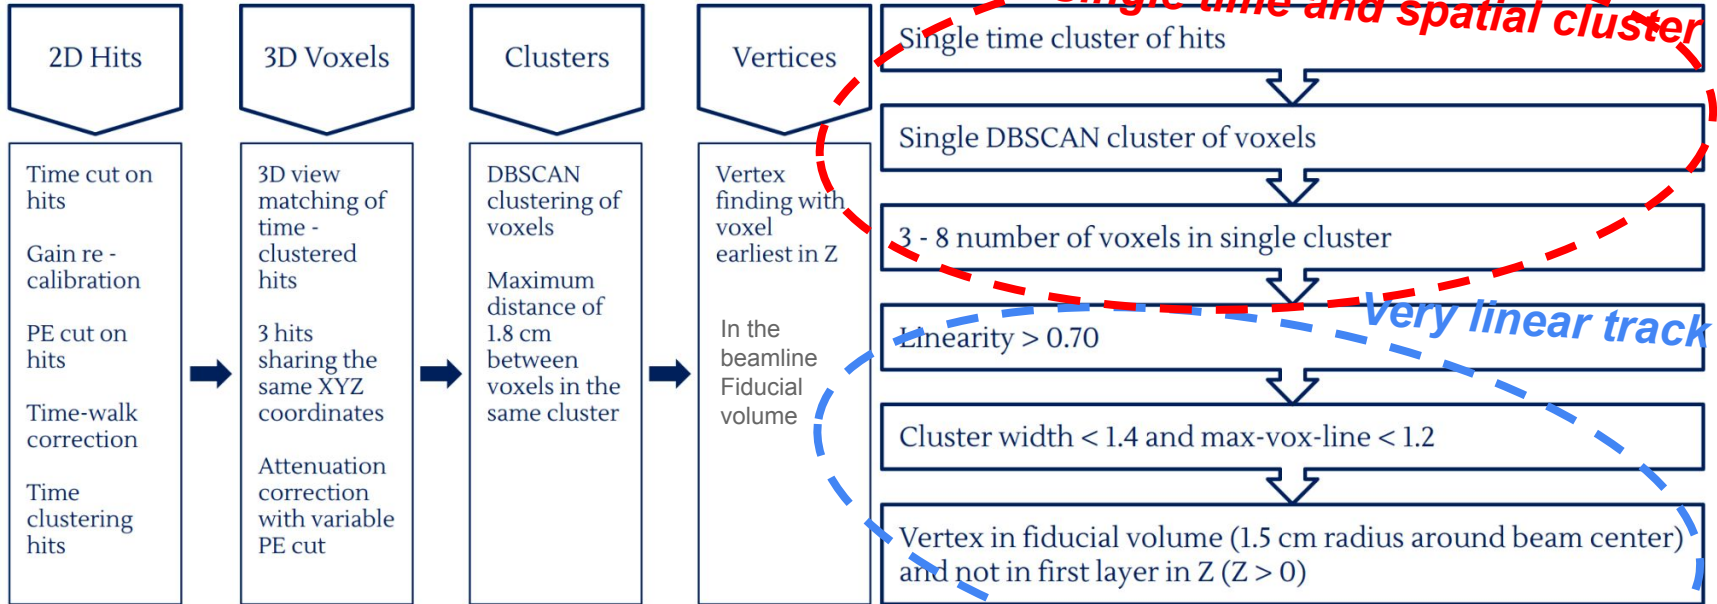 2D Hits
Time cut on
hits
Gain re -
calibration
PE cut on
hits
Time-walk
correction
Time
clustering
hits
3D Voxels
3D view
matching of
time -
clustered
hits
3 hits
sharing the
same XYZ
coordinates
Attenuation
correction
with variable
PE cut
Clusters
DBSCAN
clustering of
voxels
Maximum
distance of
1.8 cm
between
voxels in the
same cluster
Vertices
Vertex
finding with
voxel
earliest in Z
In the
beamline
Fiducial
volume
Single time and spatial cluster
Single time cluster of hits
Single DBSCAN cluster of voxels
3 - 8 number of voxels in single cluster
Very linear track
Linearity > 0.70
Cluster width < 1.4 and max-vox-line < 1.2
Vertex in fiducial volume (1.5 cm radius around beam center)
and not in first layer in Z (Z > 0)